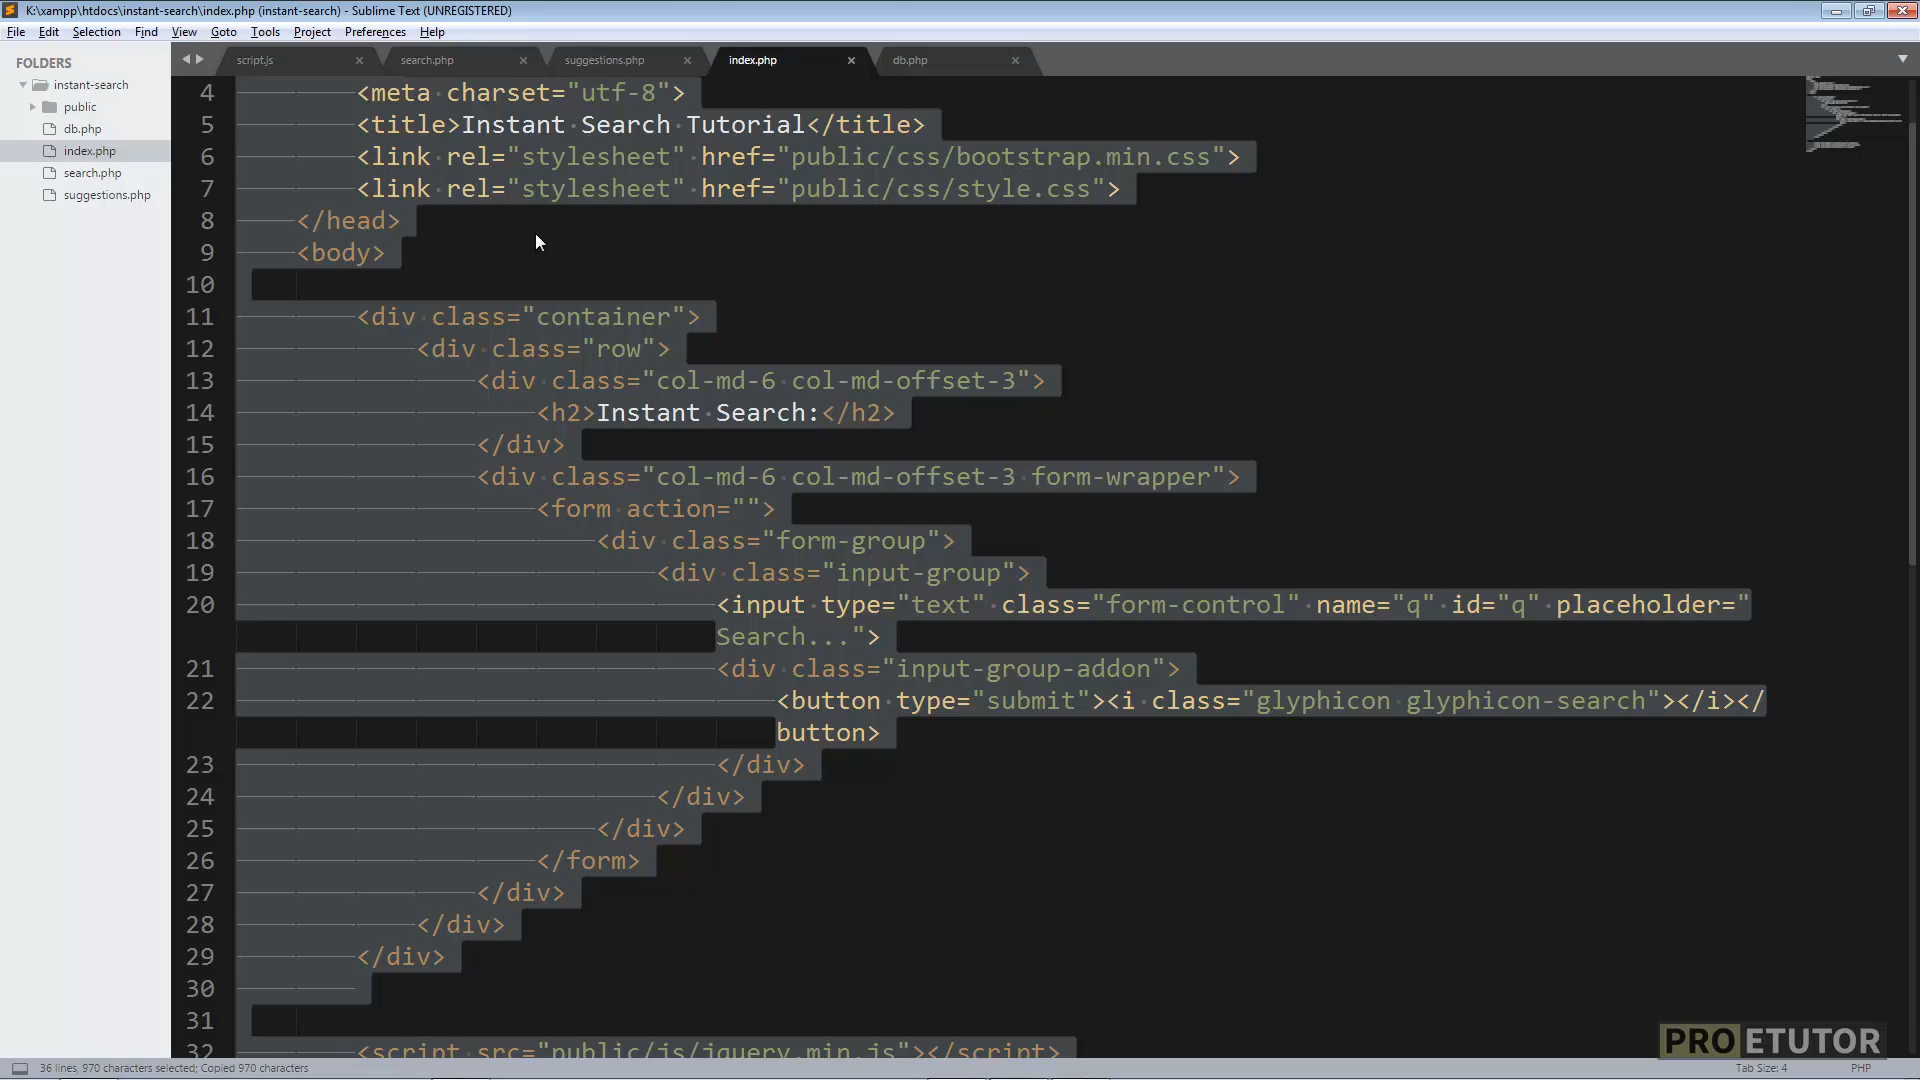 K:\xampp\htdocs\instant-search\index.php (instant-search) - Sublime Text (UNREGISTERED)
File Edit Selection Find View Goto Tools Project Preferences Help
FOLDERS
instant-search
public
db.php
index.php
search.php
suggestions.php
script.js search.php suggestions.php index.php db.php
4 <meta charset="utf-8">
5 <title>Instant Search Tutorial</title>
6 <link rel="stylesheet" href="public/css/bootstrap.min.css">
7 <link rel="stylesheet" href="public/css/style.css">
8 </head>
9 <body>
10
11 <div class="container">
12 <div class="row">
13 <div class="col-md-6 col-md-offset-3">
14 <h2>Instant Search:</h2>
15 </div>
16 <div class="col-md-6 col-md-offset-3 form-wrapper">
17 <form action="">
18 <div class="form-group">
19 <div class="input-group">
20 <input type="text" class="form-control" name="q" id="q" placeholder="
Search...">
21 <div class="input-group-addon">
22 <button type="submit"><i class="glyphicon glyphicon-search"></i></
button>
23 </div>
24 </div>
25 </div>
26 </form>
27 </div>
28 </div>
29 </div>
30
31
32 <script src="public/js/jquery.min.js"></script>
PROETUTOR
36 lines, 970 characters selected; Copied 970 characters
Tab Size: 4 PHP